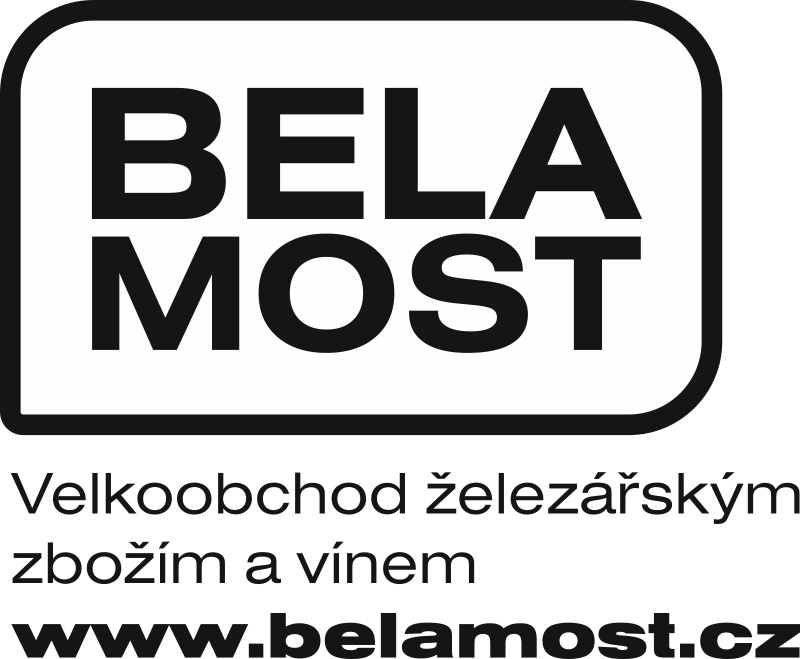 BELA
MOST
Velkoobchod železářským
zbožím a vínem
www.belamost.cz